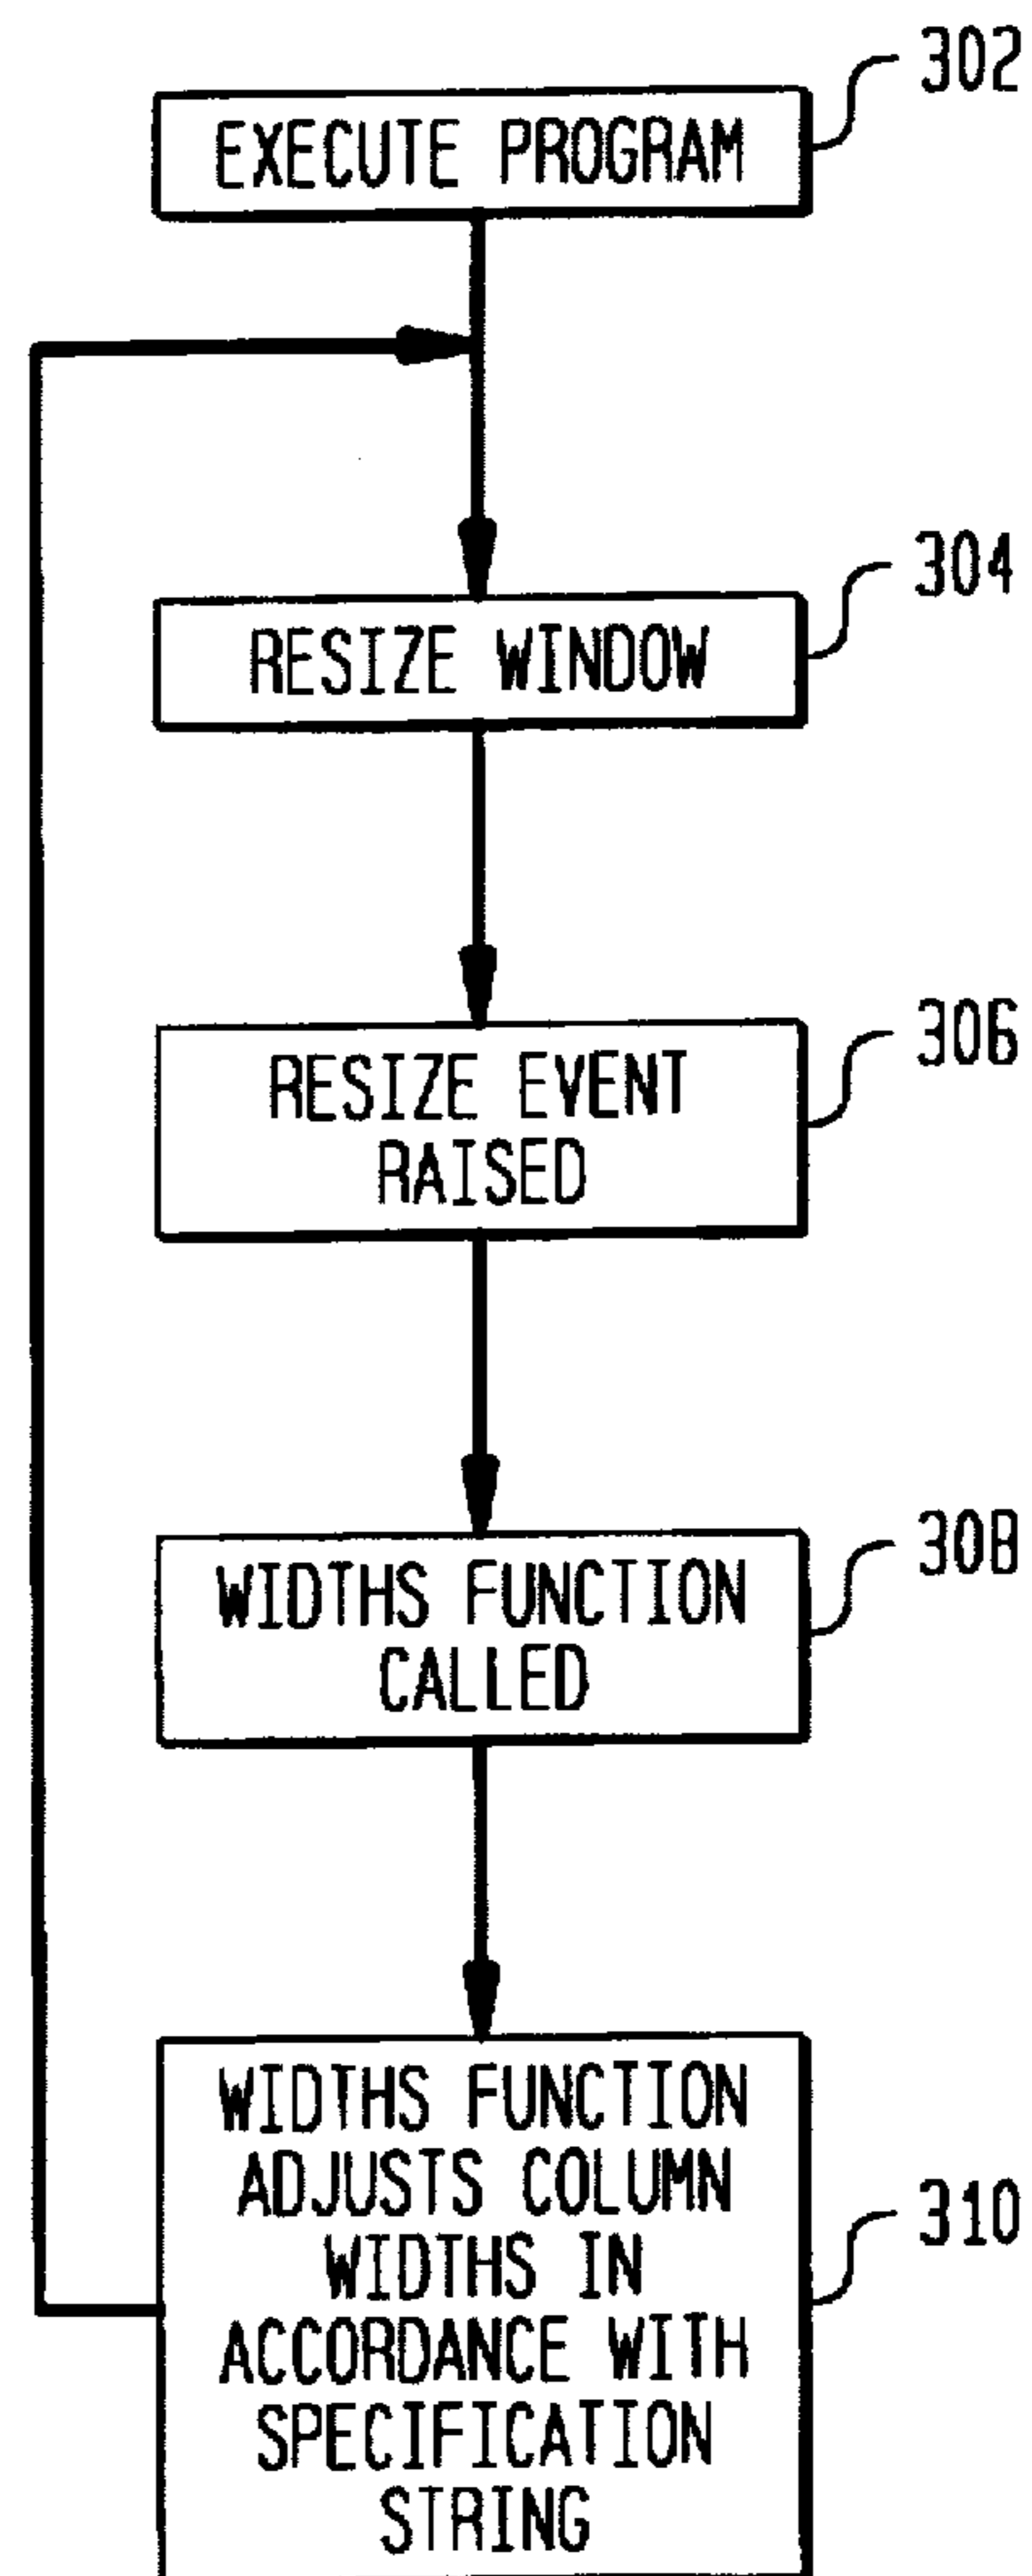 302
EXECUTE PROGRAM
304
RESIZE WINDOW
306
RESIZE EVENT
RAISED
308
WIDTHS FUNCTION
CALLED
WIDTHS FUNCTION
ADJUSTS COLUMN
310
WIDTHS IN
ACCORDANCE WITH
SPECIFICATION
STRING